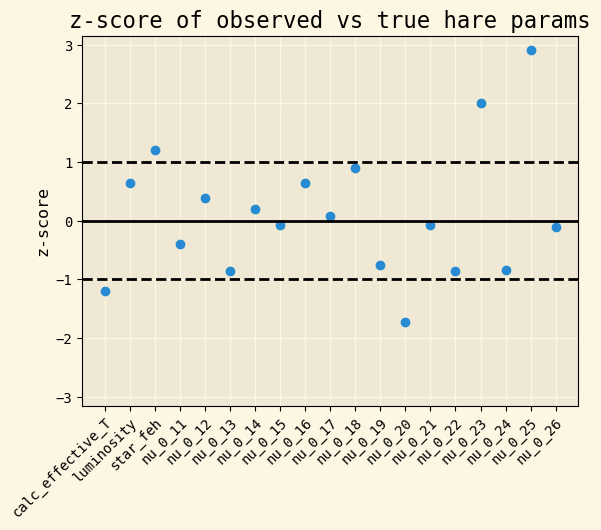 z-score of observed vs true hare params
z-score
3
2
1
0
−1
−2
−3
calc_effective_T
luminosity
star_feh
nu_0_11
nu_0_12
nu_0_13
nu_0_14
nu_0_15
nu_0_16
nu_0_17
nu_0_18
nu_0_19
nu_0_20
nu_0_21
nu_0_22
nu_0_23
nu_0_24
nu_0_25
nu_0_26